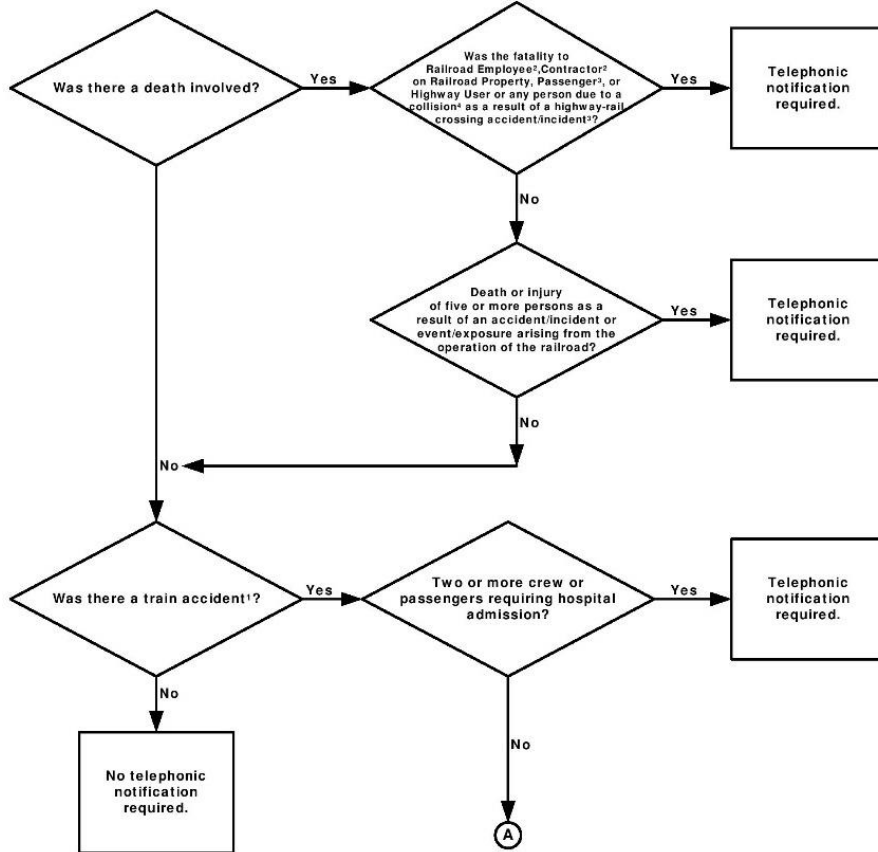 Was there a death involved?
Yes
Was the fatality to
Railroad Employee²,Contractor²
on Railroad Property, Passenger³, or
Highway User or any person due to a
collision⁴ as a result of a highway-rail
crossing accident/incident³?
Yes
Telephonic
notification
required.
No
Death or injury
of five or more persons as a
result of an accident/incident or
event/exposure arising from the
operation of the railroad?
Yes
Telephonic
notification
required.
No
No
Was there a train accident¹?
Yes
Two or more crew or
passengers requiring hospital
admission?
Yes
Telephonic
notification
required.
No
No telephonic
notification
required.
No
A